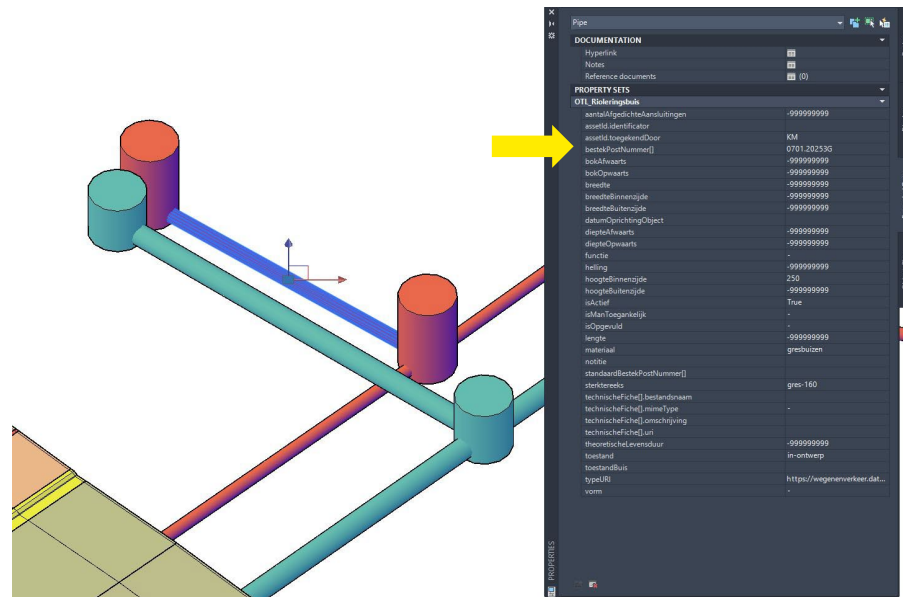 Pipe
DOCUMENTATION
Hyperlink
Notes
Reference documents (0)
PROPERTY SETS
OTL_Rioleringsbuis
aantalAfgedichteAansluitingen -999999999
assetId.identificator
assetId.toegekendDoor KM
bestekPostNummer[] 0701.20253G
bokAfwaarts -999999999
bokOpwaarts -999999999
breedte -999999999
breedteBinnenzijde -999999999
breedteBuitenzijde -999999999
datumOprichtingObject
diepteAfwaarts -999999999
diepteOpwaarts -999999999
functie -
helling -999999999
hoogteBinnenzijde 250
hoogteBuitenzijde -999999999
isActief True
isManToegankelijk -
isOpgevuld -
lengte -999999999
materiaal gresbuizen
notitie
standaardBestekPostNummer[]
sterktereeks gres-160
technischeFiche[].bestandsnaam
technischeFiche[].mimeType -
technischeFiche[].omschrijving
technischeFiche[].uri
theoretischeLevensduur -999999999
toestand in-ontwerp
toestandBuis
typeURI https://wegenenverkeer.dat...
vorm -
PROPERTIES